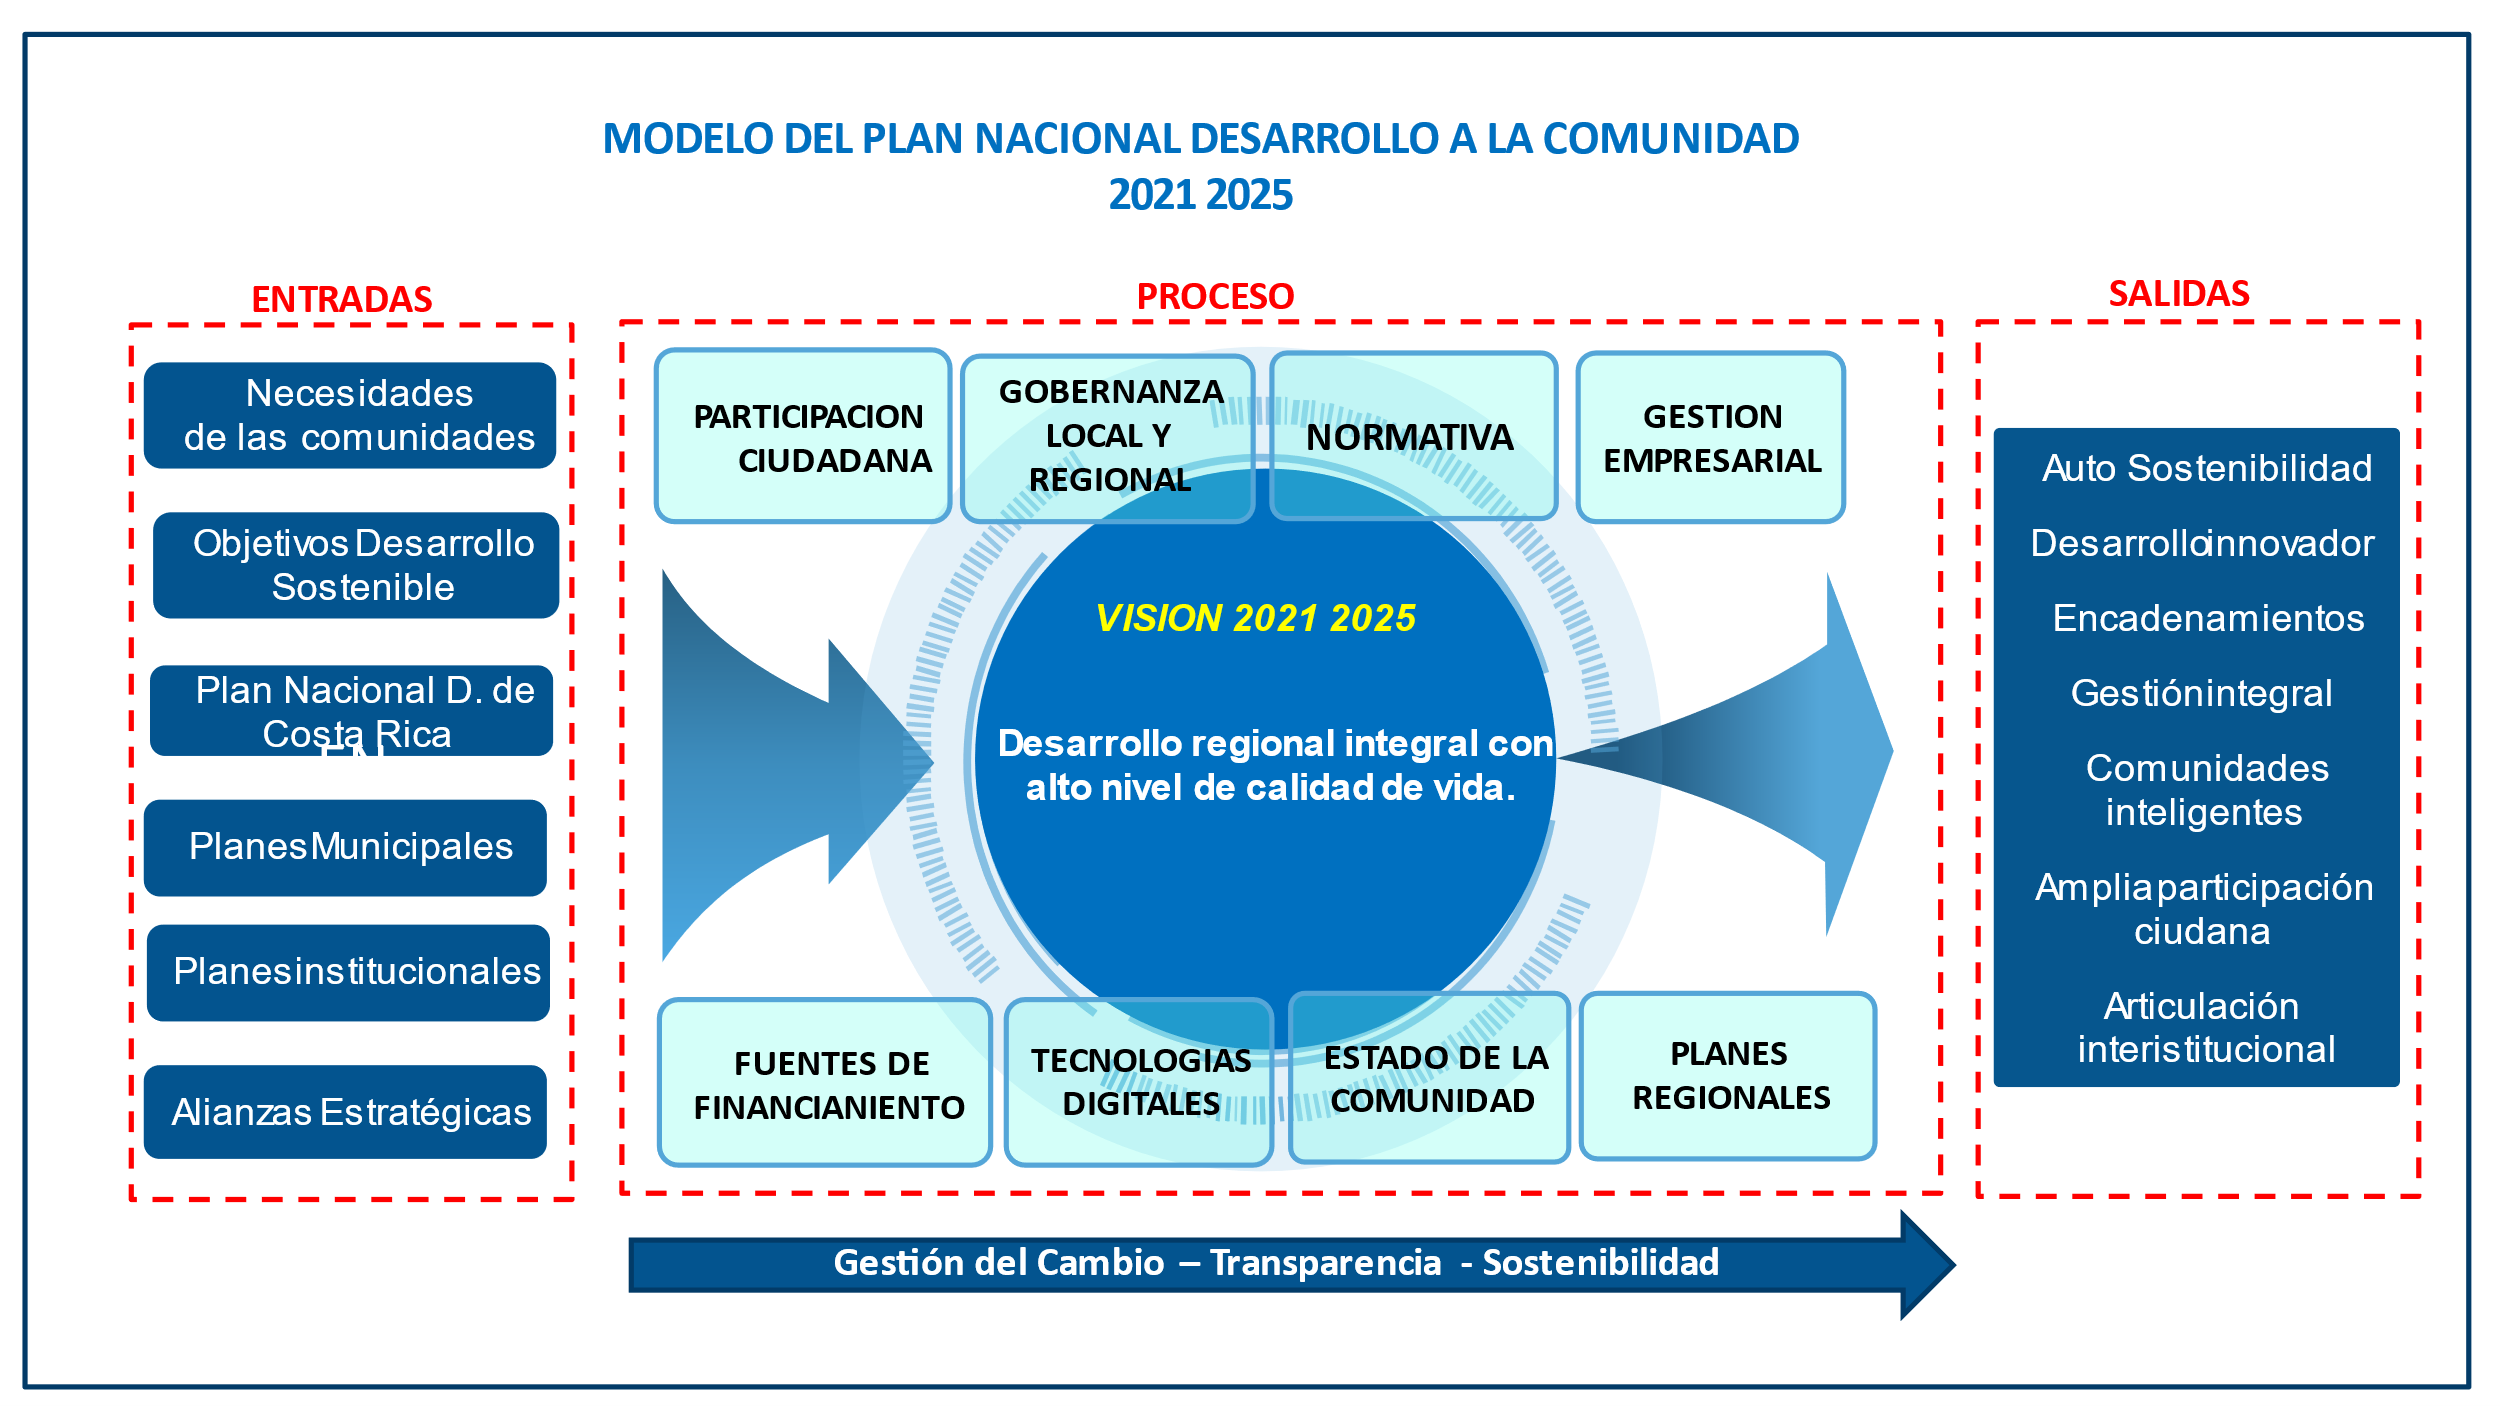 MODELO DEL PLAN NACIONAL DESARROLLO A LA COMUNIDAD
2021 2025
ENTRADAS
Necesidades
de las comunidades
Objetivos Desarrollo
Sostenible
Plan Nacional D. de
Costa Rica
EN
Planes Municipales
Planes institucionales
Alianzas Estratégicas
PROCESO
PARTICIPACION
CIUDADANA
GOBERNANZA
LOCAL Y
REGIONAL
NORMATIVA
GESTION
EMPRESARIAL
VISION 2021 2025
Desarrollo regional integral con
alto nivel de calidad de vida.
FUENTES DE
FINANCIANIENTO
TECNOLOGIAS
DIGITALES
ESTADO DE LA
COMUNIDAD
PLANES
REGIONALES
SALIDAS
Auto Sostenibilidad
Desarrollo innovador
Encadenamientos
Gestión integral
Comunidades
inteligentes
Amplia participación
ciudana
Articulación
interistitucional
Gestión del Cambio – Transparencia - Sostenibilidad